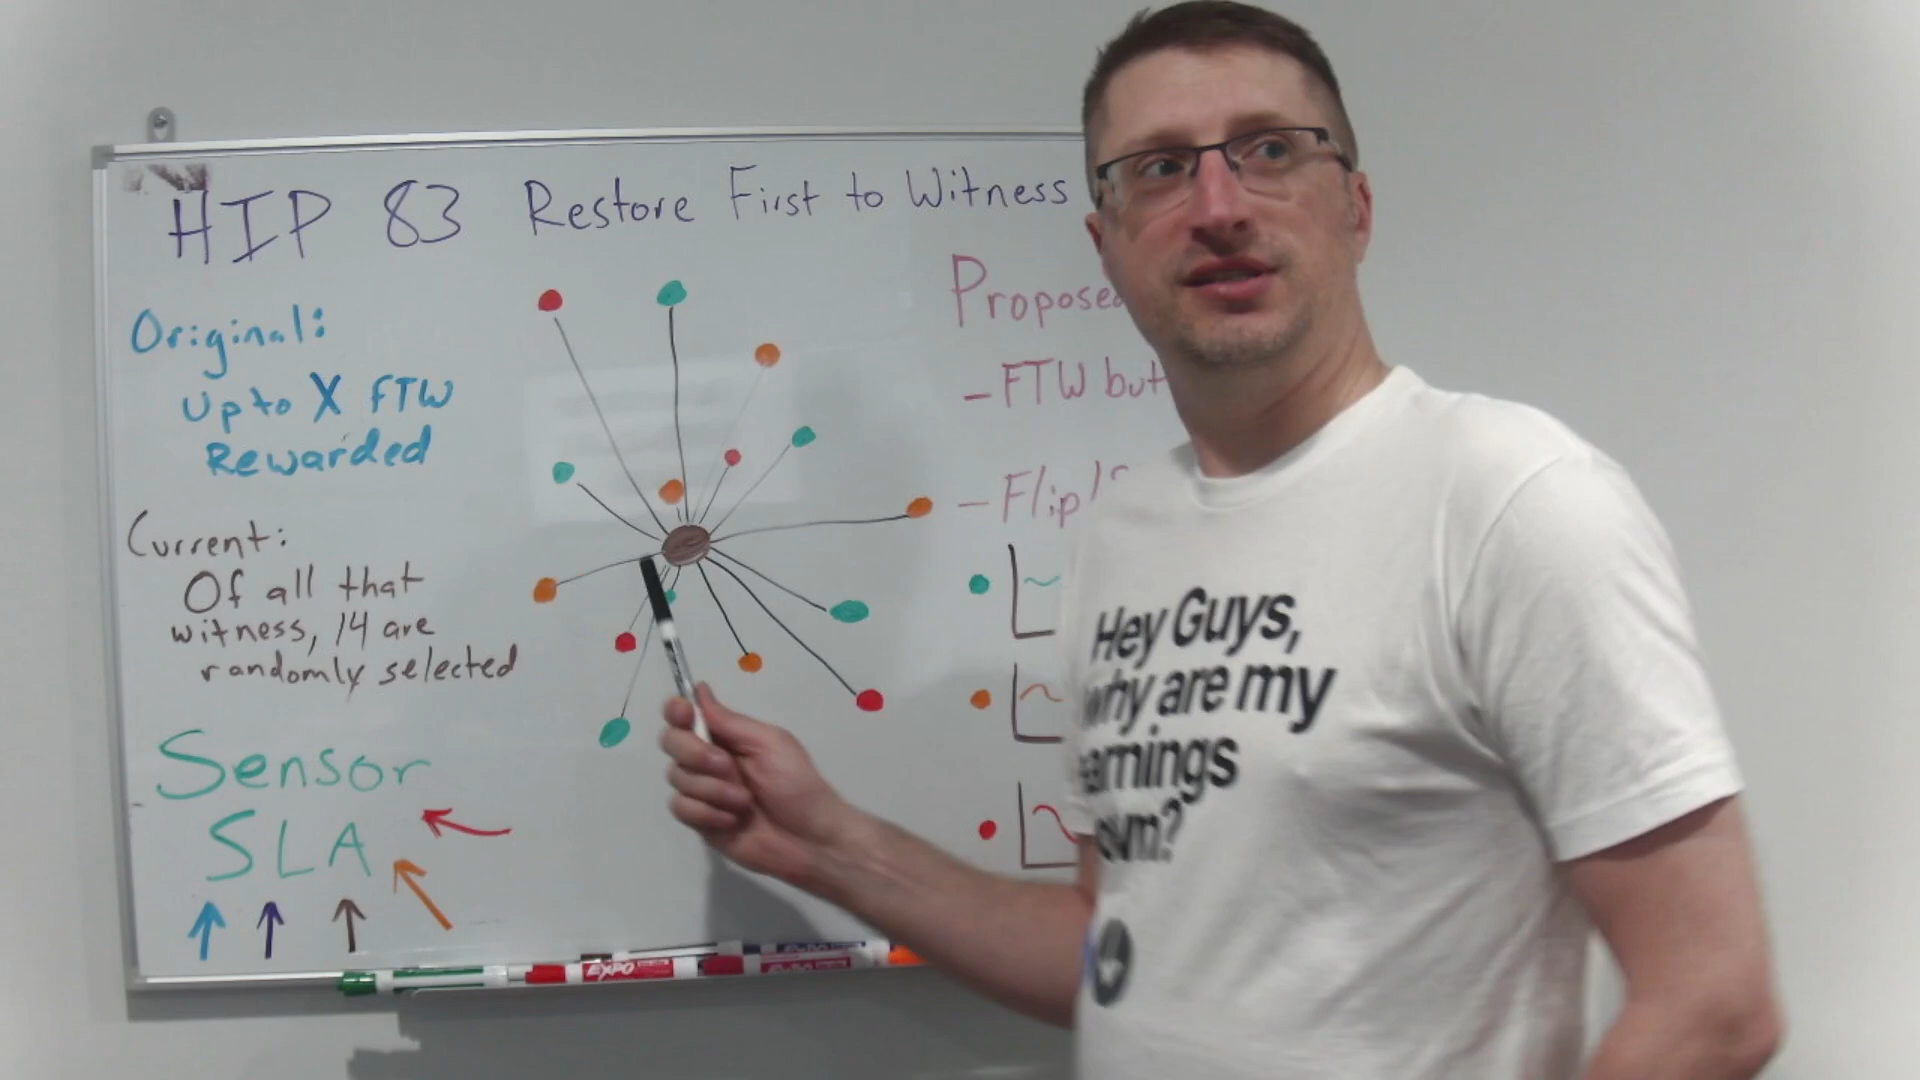 HIP 83 Restore First to Witness
Original:
Up to X FTW
Rewarded
Current:
Of all that
witness, 14 are
randomly selected
Sensor
SLA
Proposed
- FTW but
- Flip
Hey Guys,
why are my
earnings
down?
EXPO